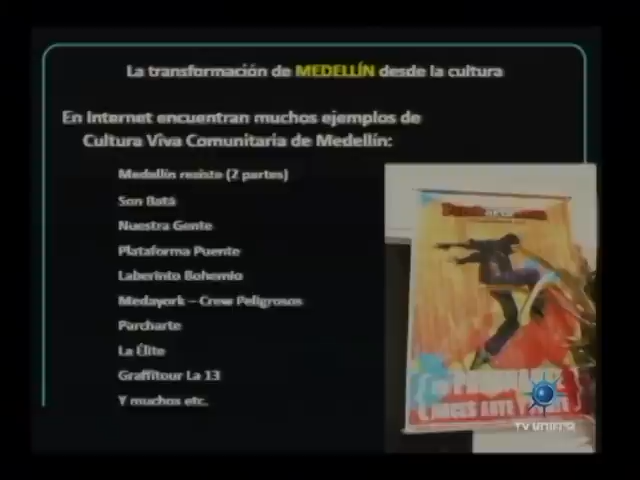 La transformación de MEDELLÍN desde la cultura
En Internet encuentran muchos ejemplos de
Cultura Viva Comunitaria de Medellín:
Medellín resiste (2 partes)
Son Batá
Nuestra Gente
Plataforma Puente
Laberinto Bohemio
Medayork – Crew Peligrosos
Parcharte
La Élite
Graffitour La 13
Y muchos etc.
TV